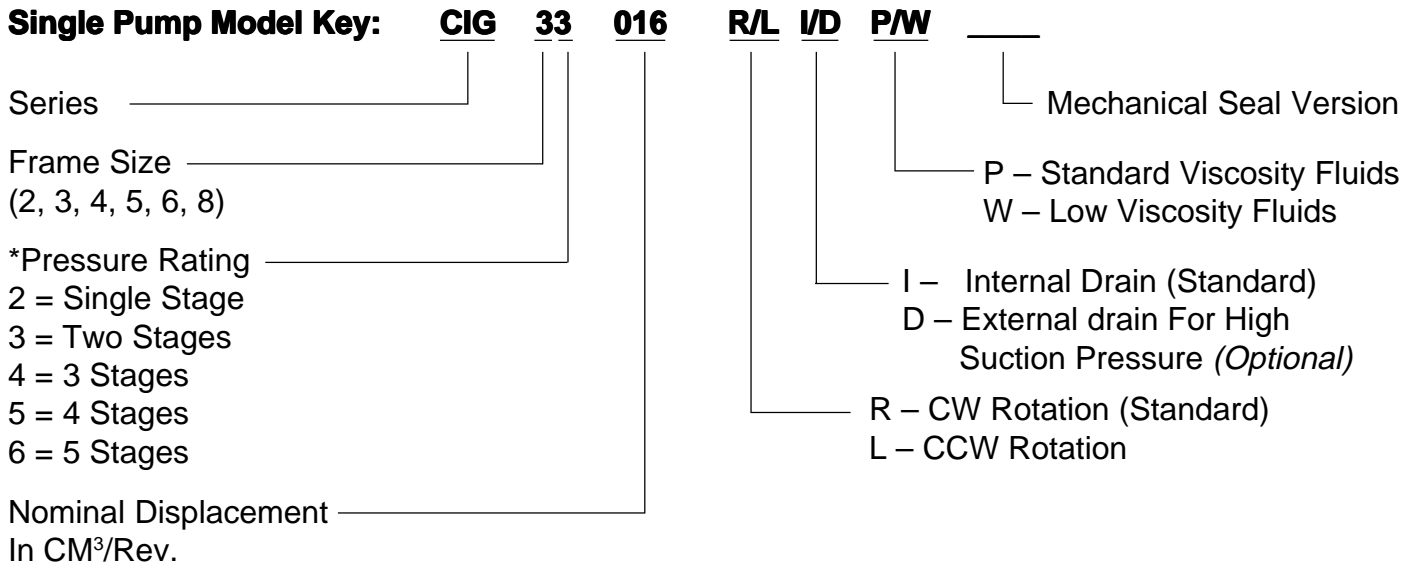 Single Pump Model Key: CIG 33 016 R/L I/D P/W ____
Series
Mechanical Seal Version
Frame Size
(2, 3, 4, 5, 6, 8)
P – Standard Viscosity Fluids
W – Low Viscosity Fluids
*Pressure Rating
2 = Single Stage
3 = Two Stages
4 = 3 Stages
5 = 4 Stages
6 = 5 Stages
I – Internal Drain (Standard)
D – External drain For High
Suction Pressure (Optional)
R – CW Rotation (Standard)
L – CCW Rotation
Nominal Displacement
In CM³/Rev.